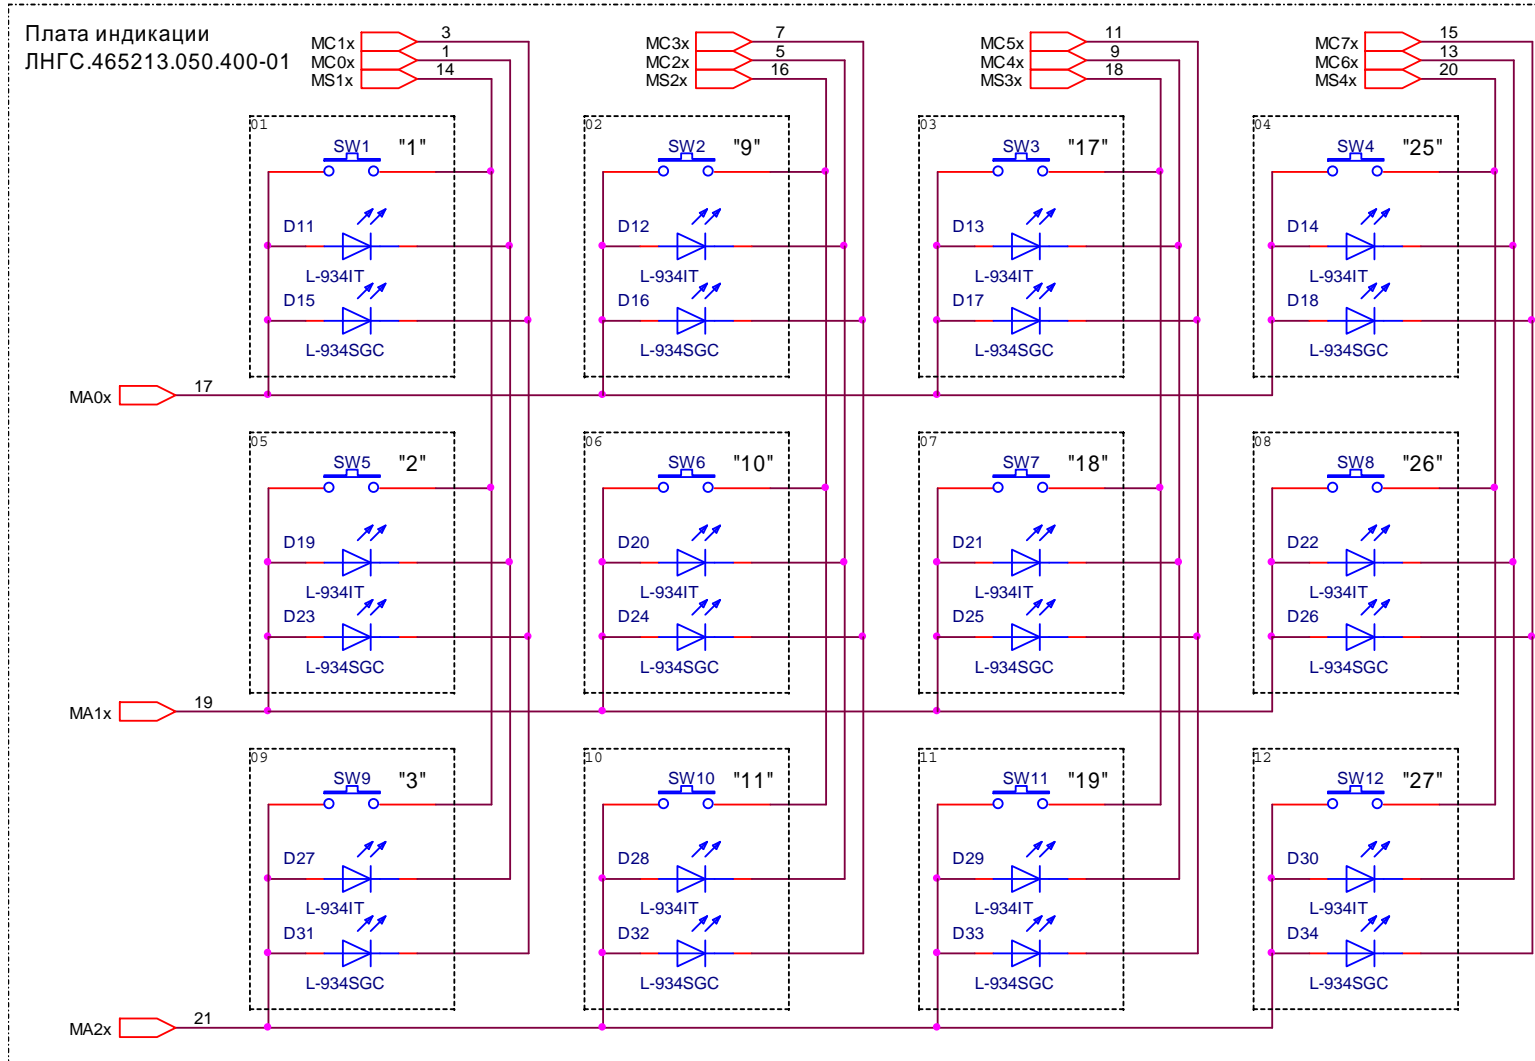 Плата индикации
ЛНГС.465213.050.400-01
MC1x 3
MC0x 1
MS1x 14
MC3x 7
MC2x 5
MS2x 16
MC5x 11
MC4x 9
MS3x 18
MC7x 15
MC6x 13
MS4x 20
01
SW1 "1"
D11
L-934IT
D15
L-934SGC
02
SW2 "9"
D12
L-934IT
D16
L-934SGC
03
SW3 "17"
D13
L-934IT
D17
L-934SGC
04
SW4 "25"
D14
L-934IT
D18
L-934SGC
MA0x 17
05
SW5 "2"
D19
L-934IT
D23
L-934SGC
06
SW6 "10"
D20
L-934IT
D24
L-934SGC
07
SW7 "18"
D21
L-934IT
D25
L-934SGC
08
SW8 "26"
D22
L-934IT
D26
L-934SGC
MA1x 19
09
SW9 "3"
D27
L-934IT
D31
L-934SGC
10
SW10 "11"
D28
L-934IT
D32
L-934SGC
11
SW11 "19"
D29
L-934IT
D33
L-934SGC
12
SW12 "27"
D30
L-934IT
D34
L-934SGC
MA2x 21